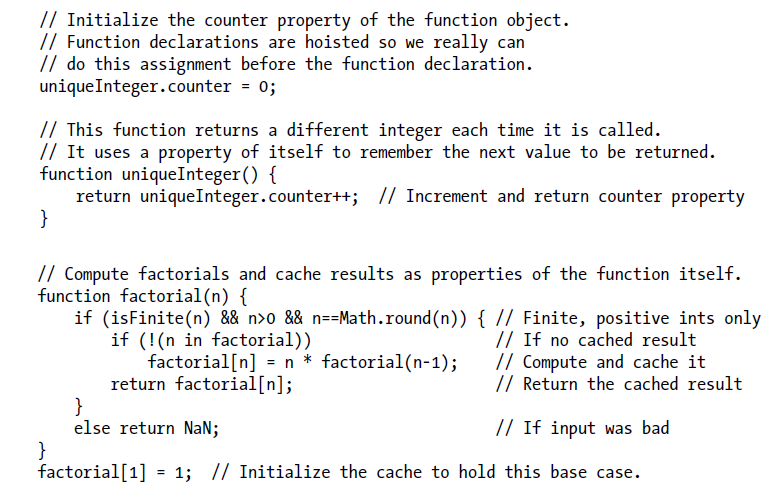 // Initialize the counter property of the function object.
// Function declarations are hoisted so we really can
// do this assignment before the function declaration.
uniqueInteger.counter = 0;
// This function returns a different integer each time it is called.
// It uses a property of itself to remember the next value to be returned.
function uniqueInteger() {
    return uniqueInteger.counter++;  // Increment and return counter property
}
// Compute factorials and cache results as properties of the function itself.
function factorial(n) {
    if (isFinite(n) && n>0 && n==Math.round(n)) { // Finite, positive ints only
        if (!(n in factorial))                    // If no cached result
            factorial[n] = n * factorial(n-1);    // Compute and cache it
        return factorial[n];                      // Return the cached result
    }
    else return NaN;                              // If input was bad
}
factorial[1] = 1;  // Initialize the cache to hold this base case.